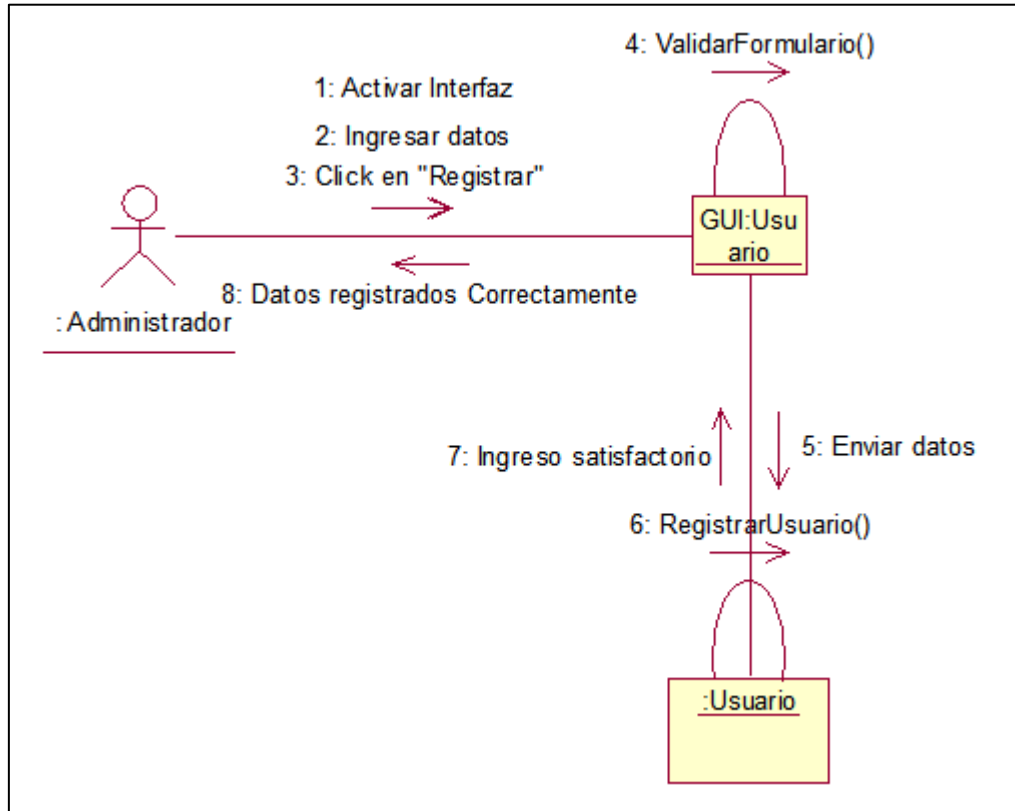 4: ValidarFormulario()
1: Activar Interfaz
2: Ingresar datos
3: Click en "Registrar"
GUI:Usu
ario
8: Datos registrados Correctamente
: Administrador
7: Ingreso satisfactorio
5: Enviar datos
6: RegistrarUsuario()
:Usuario